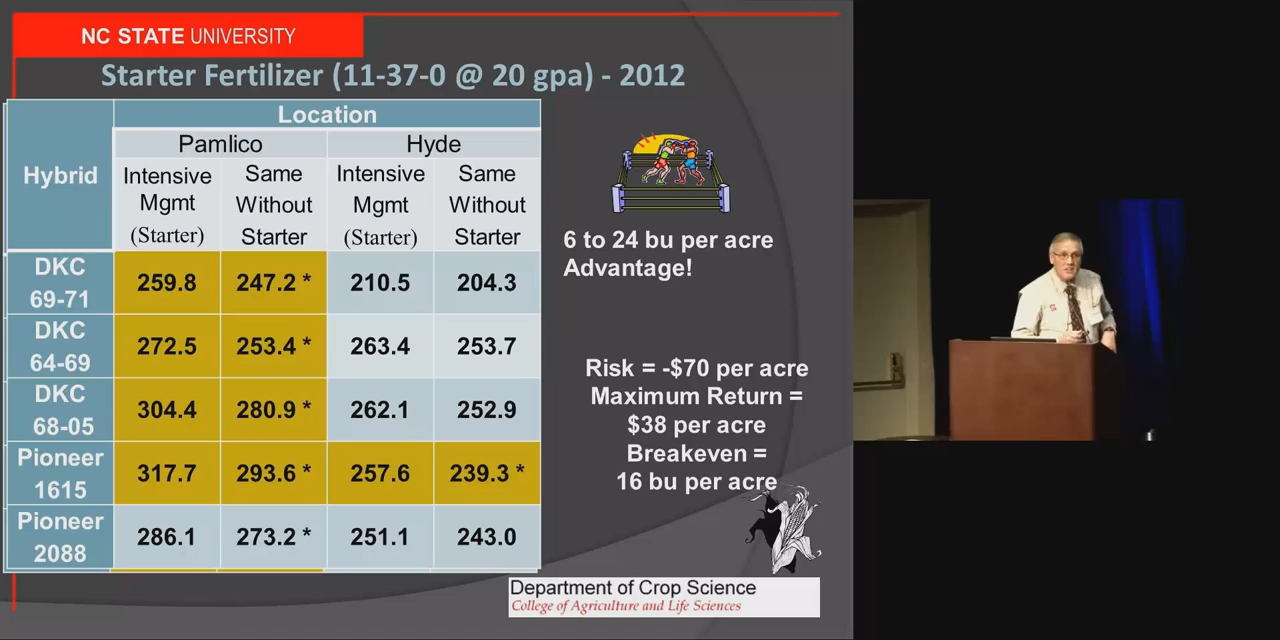 NC STATE UNIVERSITY
Starter Fertilizer (11-37-0 @ 20 gpa) - 2012
Hybrid
Location
Pamlico
Hyde
Intensive Mgmt (Starter)
Same Without Starter
Intensive Mgmt (Starter)
Same Without Starter
DKC 69-71
259.8
247.2 *
210.5
204.3
DKC 64-69
272.5
253.4 *
263.4
253.7
DKC 68-05
304.4
280.9 *
262.1
252.9
Pioneer 1615
317.7
293.6 *
257.6
239.3 *
Pioneer 2088
286.1
273.2 *
251.1
243.0
6 to 24 bu per acre
Advantage!
Risk = -$70 per acre
Maximum Return =
$38 per acre
Breakeven =
16 bu per acre
Department of Crop Science
College of Agriculture and Life Sciences